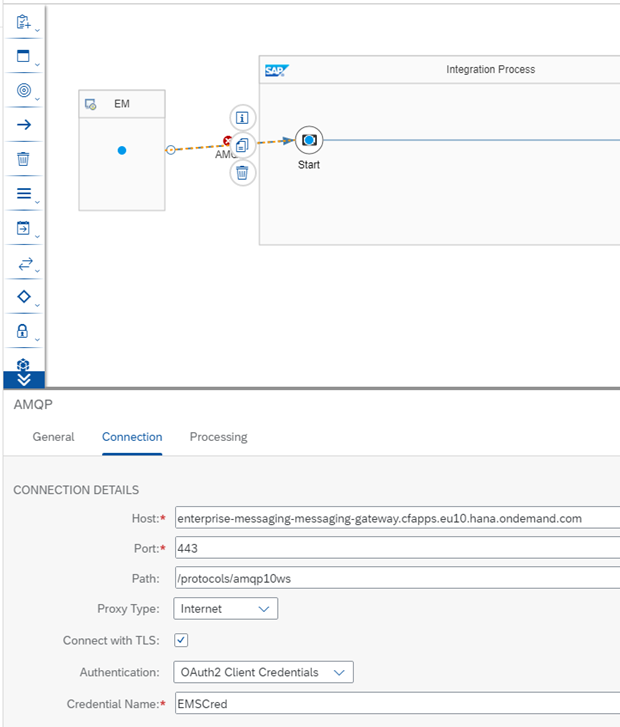 SAP
Integration Process
EM
AMQ
Start
AMQP
General Connection Processing
CONNECTION DETAILS
Host:* enterprise-messaging-messaging-gateway.cfapps.eu10.hana.ondemand.com
Port:* 443
Path: /protocols/amqp10ws
Proxy Type: Internet
Connect with TLS:
Authentication: OAuth2 Client Credentials
Credential Name:* EMSCred